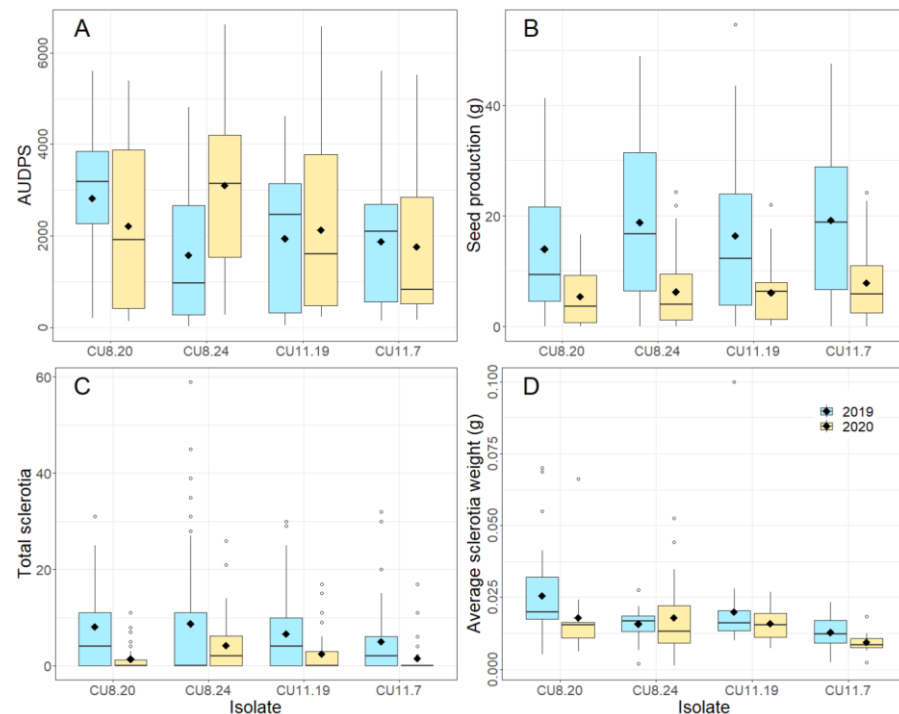 A
AUDPS
6000
4000
2000
0
CU8.20 CU8.24 CU11.19 CU11.7
B
Seed production (g)
40
20
0
CU8.20 CU8.24 CU11.19 CU11.7
C
Total sclerotia
60
40
20
0
CU8.20 CU8.24 CU11.19 CU11.7
Isolate
D
Average sclerotia weight (g)
0.100
0.075
0.050
0.025
0.000
2019
2020
CU8.20 CU8.24 CU11.19 CU11.7
Isolate